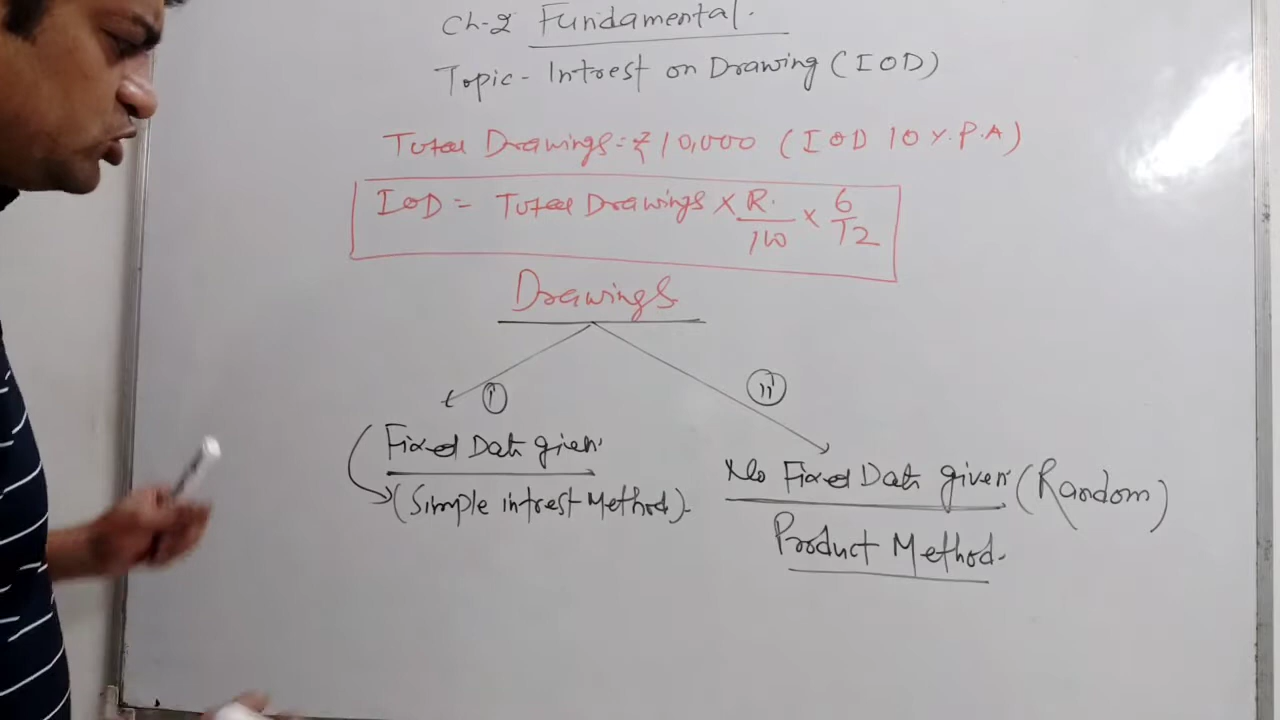 Ch-2 Fundamental.
Topic - Intrest on Drawing (IOD)
Total Drawings = ₹10,000 (IOD 10%.P.A)
IOD = Total Drawings × R/100 × 6/12
Drawings
(i)
(ii)
Fixed Date given
(Simple intrest Method).
No Fixed Date given (Random)
Product Method.